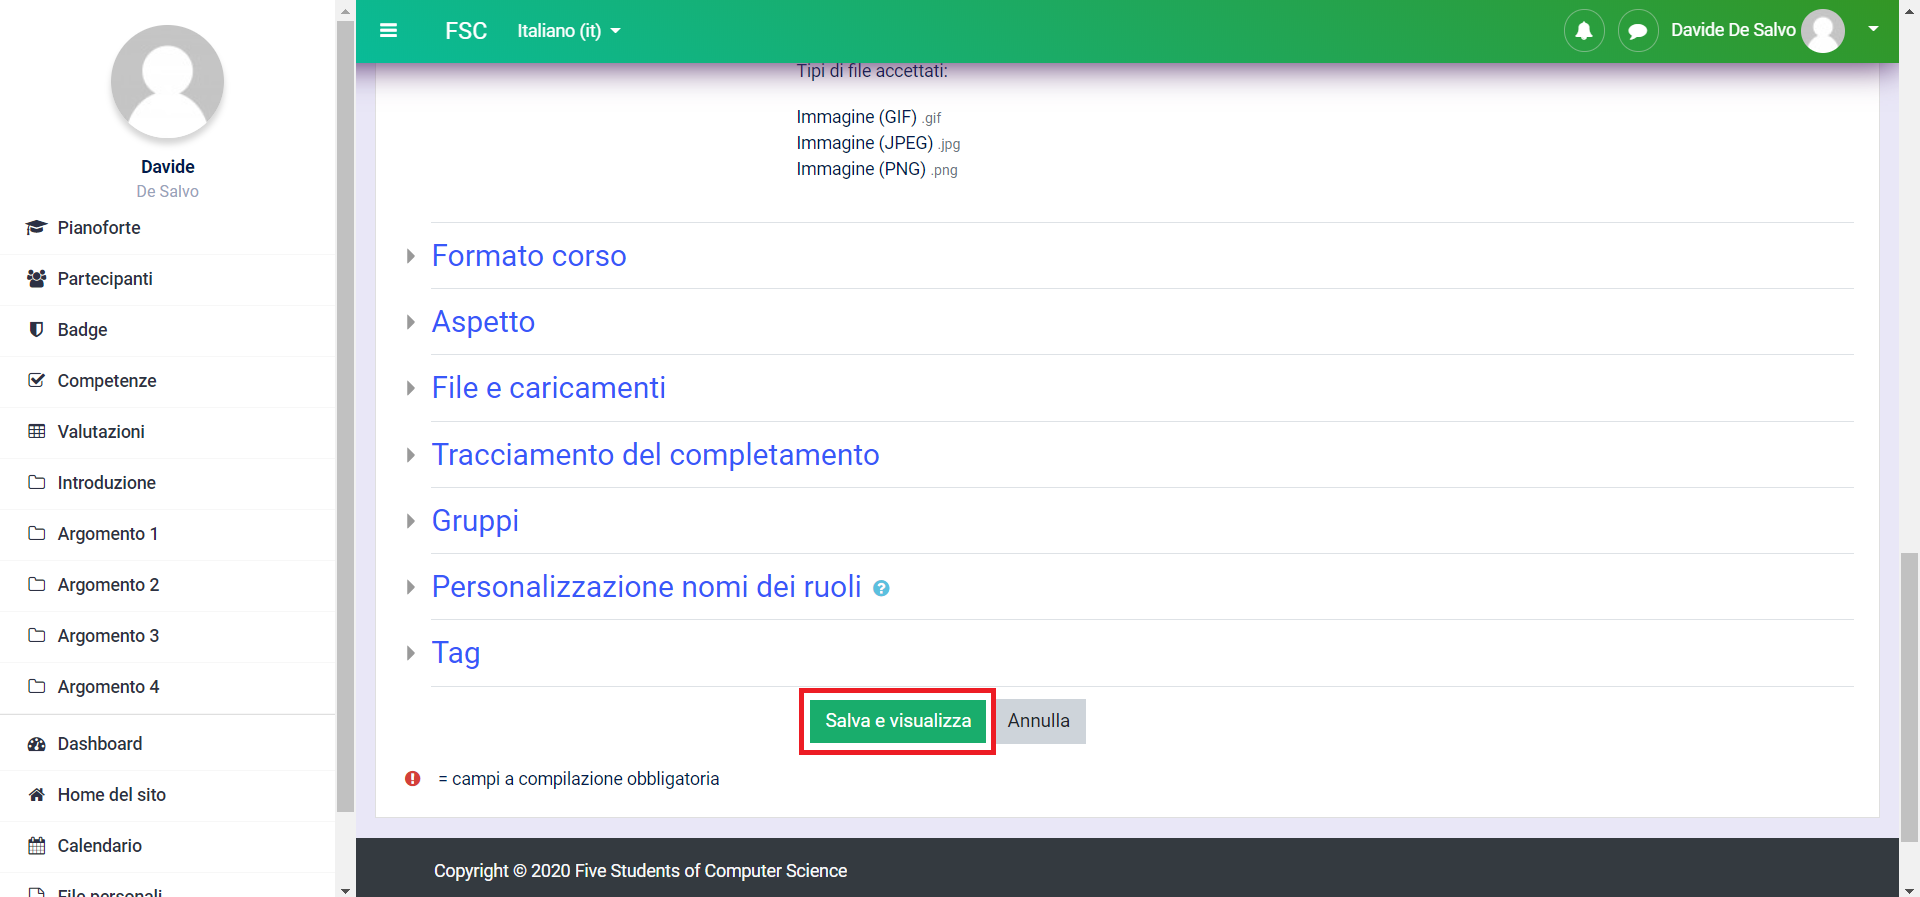 Davide
De Salvo
Pianoforte
Partecipanti
Badge
Competenze
Valutazioni
Introduzione
Argomento 1
Argomento 2
Argomento 3
Argomento 4
Dashboard
Home del sito
Calendario
File personali
FSC Italiano (it) Davide De Salvo
Tipi di file accettati:
Immagine (GIF) .gif
Immagine (JPEG) .jpg
Immagine (PNG) .png
Formato corso
Aspetto
File e caricamenti
Tracciamento del completamento
Gruppi
Personalizzazione nomi dei ruoli ?
Tag
Salva e visualizza Annulla
= campi a compilazione obbligatoria
Copyright © 2020 Five Students of Computer Science